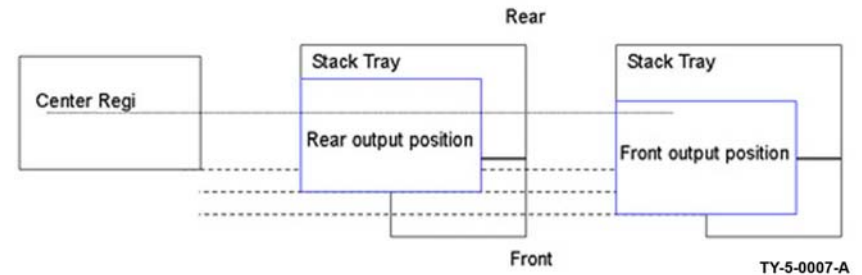 Rear
Stack Tray
Stack Tray
Center Regi
Rear output position
Front output position
Front
TY-5-0007-A